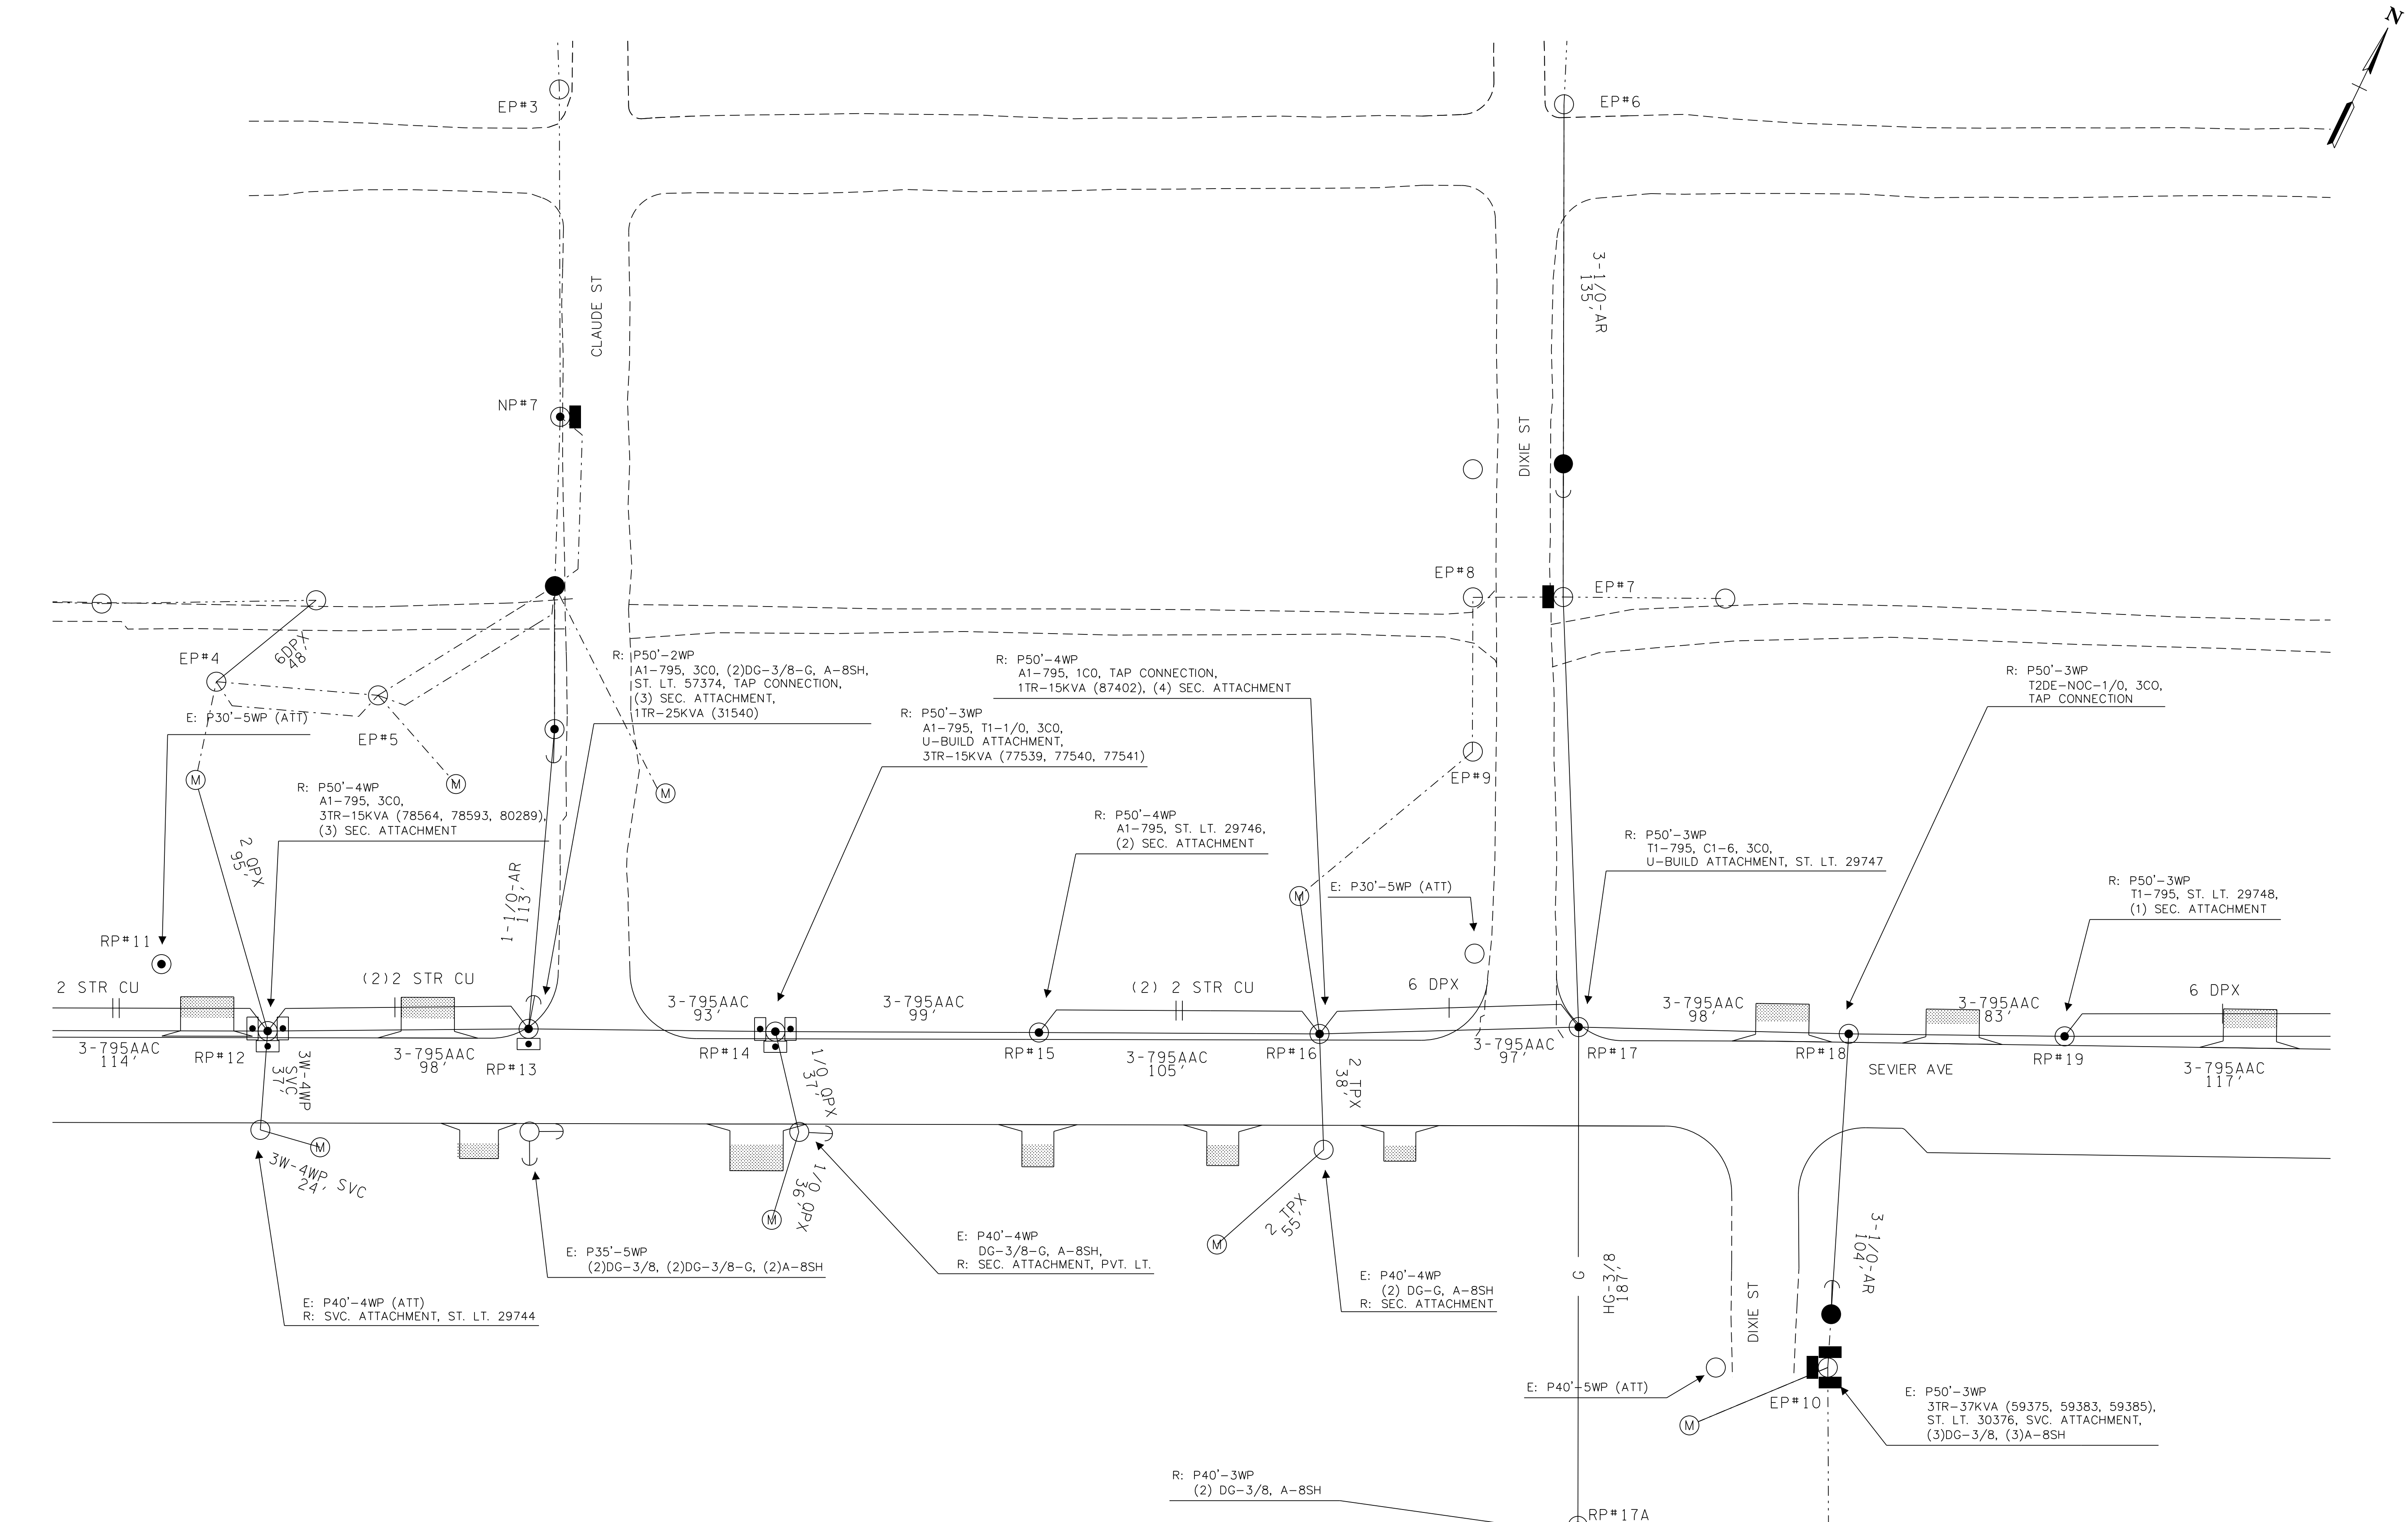 N
EP#3
EP#6
CLAUDE ST
3-1/0-AR
135'
NP#7
DIXIE ST
EP#8
EP#7
6DPX
48'
EP#4
E: P30'-5WP (ATT)
EP#5
M
M
M
R: P50'-2WP
A1-795, 3CO, (2)DG-3/8-G, A-8SH,
ST. LT. 57374, TAP CONNECTION,
(3) SEC. ATTACHMENT,
1TR-25KVA (31540)
R: P50'-4WP
A1-795, 1CO, TAP CONNECTION,
1TR-15KVA (87402), (4) SEC. ATTACHMENT
R: P50'-3WP
T2DE-NOC-1/0, 3CO,
TAP CONNECTION
R: P50'-3WP
A1-795, T1-1/0, 3CO,
U-BUILD ATTACHMENT,
3TR-15KVA (77539, 77540, 77541)
EP#9
R: P50'-4WP
A1-795, 3CO,
3TR-15KVA (78564, 78593, 80289),
(3) SEC. ATTACHMENT
R: P50'-4WP
A1-795, ST. LT. 29746,
(2) SEC. ATTACHMENT
R: P50'-3WP
T1-795, C1-6, 3CO,
U-BUILD ATTACHMENT, ST. LT. 29747
2 QPX
95'
1-1/0-AR
113'
M
E: P30'-5WP (ATT)
R: P50'-3WP
T1-795, ST. LT. 29748,
(1) SEC. ATTACHMENT
RP#11
2 STR CU
(2)2 STR CU
3-795AAC
93'
3-795AAC
99'
(2) 2 STR CU
6 DPX
3-795AAC
98'
3-795AAC
83'
6 DPX
3-795AAC
114'
RP#12
3W-4WP
SVC
37'
3-795AAC
98'
RP#13
RP#14
1/0 QPX
37'
RP#15
3-795AAC
105'
RP#16
2 TPX
38'
3-795AAC
97'
RP#17
RP#18
SEVIER AVE
RP#19
3-795AAC
117'
M
3W-4WP SVC
24'
M
1/0 QPX
36'
M
2 TPX
55'
E: P35'-5WP
(2)DG-3/8, (2)DG-3/8-G, (2)A-8SH
E: P40'-4WP
DG-3/8-G, A-8SH,
R: SEC. ATTACHMENT, PVT. LT.
E: P40'-4WP
(2) DG-G, A-8SH
R: SEC. ATTACHMENT
E: P40'-4WP (ATT)
R: SVC. ATTACHMENT, ST. LT. 29744
G
HG-3/8
187'
DIXIE ST
3-1/0-AR
104'
E: P40'-5WP (ATT)
EP#10
M
E: P50'-3WP
3TR-37KVA (59375, 59383, 59385),
ST. LT. 30376, SVC. ATTACHMENT,
(3)DG-3/8, (3)A-8SH
R: P40'-3WP
(2) DG-3/8, A-8SH
RP#17A